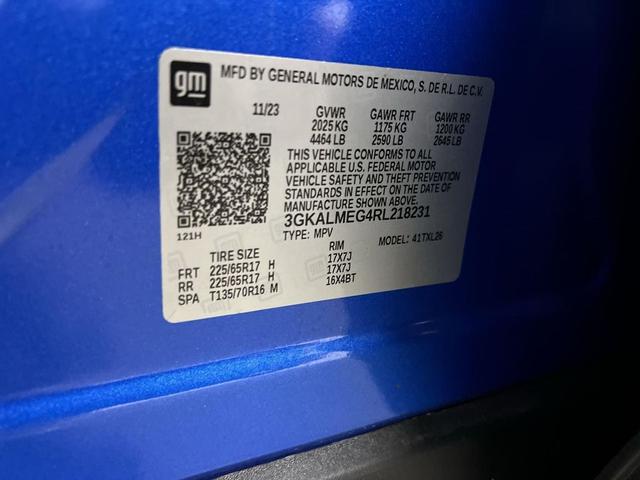 gm
MFD BY GENERAL MOTORS DE MEXICO, S. DE R.L. DE C.V.
11/23 GVWR GAWR FRT GAWR RR
2025 KG 1175 KG 1200 KG
4464 LB 2590 LB 2645 LB
THIS VEHICLE CONFORMS TO ALL
APPLICABLE U.S. FEDERAL MOTOR
VEHICLE SAFETY AND THEFT PREVENTION
STANDARDS IN EFFECT ON THE DATE OF
MANUFACTURE SHOWN ABOVE.
3GKALMEG4RL218231
121H TYPE: MPV MODEL: 41TXL26
TIRE SIZE RIM
FRT 225/65R17 H 17X7J
RR 225/65R17 H 17X7J
SPA T135/70R16 M 16X4BT